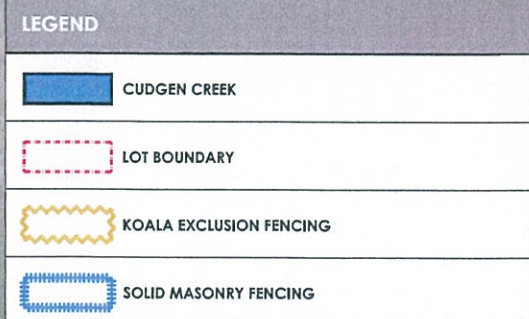 LEGEND
CUDGEN CREEK
LOT BOUNDARY
KOALA EXCLUSION FENCING
SOLID MASONRY FENCING